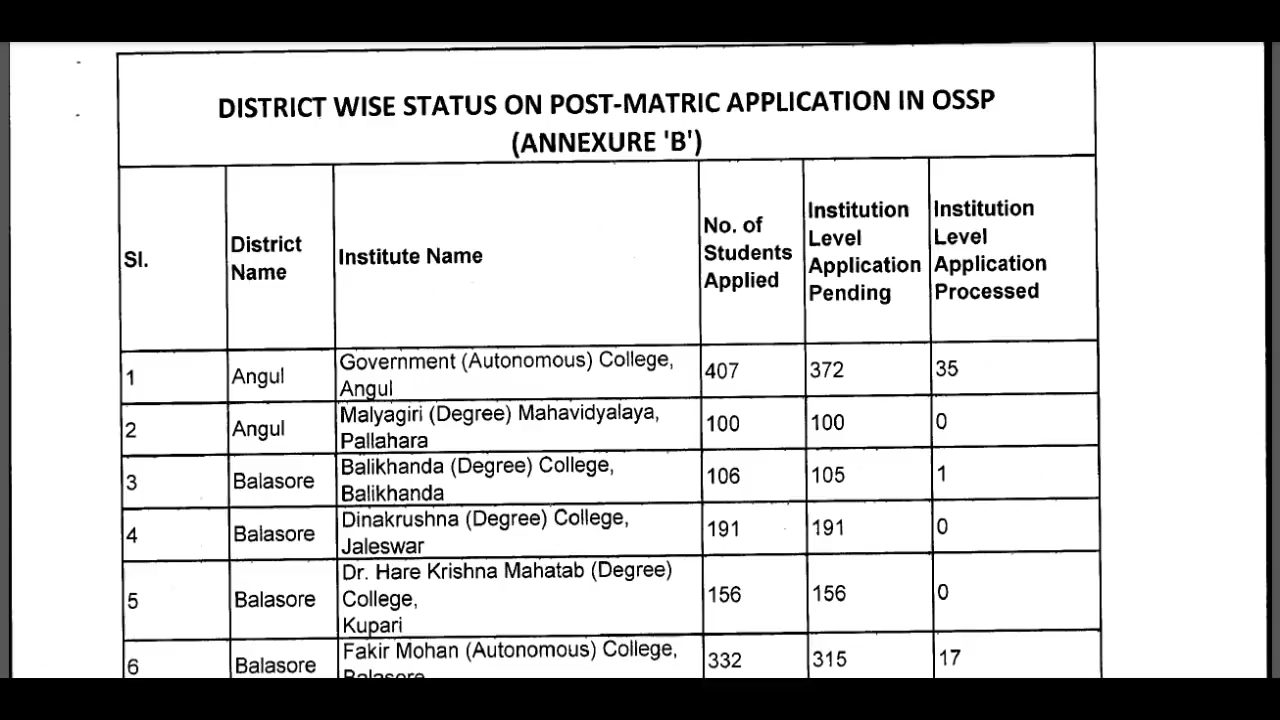 DISTRICT WISE STATUS ON POST-MATRIC APPLICATION IN OSSP
(ANNEXURE 'B')
Sl.
District
Name
Institute Name
No. of
Students
Applied
Institution
Level
Application
Pending
Institution
Level
Application
Processed
1 Angul Government (Autonomous) College,
Angul 407 372 35
2 Angul Malyagiri (Degree) Mahavidyalaya,
Pallahara 100 100 0
3 Balasore Balikhanda (Degree) College,
Balikhanda 106 105 1
4 Balasore Dinakrushna (Degree) College,
Jaleswar 191 191 0
5 Balasore Dr. Hare Krishna Mahatab (Degree)
College,
Kupari 156 156 0
6 Balasore Fakir Mohan (Autonomous) College,
Balasore 332 315 17